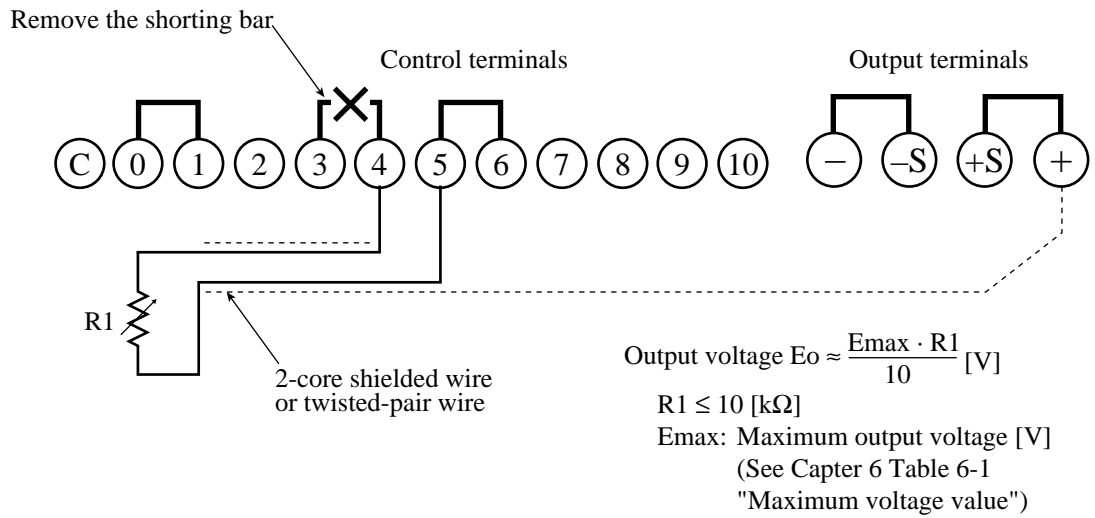 Remove the shorting bar
Control terminals
Output terminals
C 0 1 2 3 4 5 6 7 8 9 10 – –S +S +
R1
2-core shielded wire
or twisted-pair wire
Output voltage Eo ≈ Emax · R1 / 10 [V]
R1 ≤ 10 [kΩ]
Emax: Maximum output voltage [V]
(See Capter 6 Table 6-1
"Maximum voltage value")